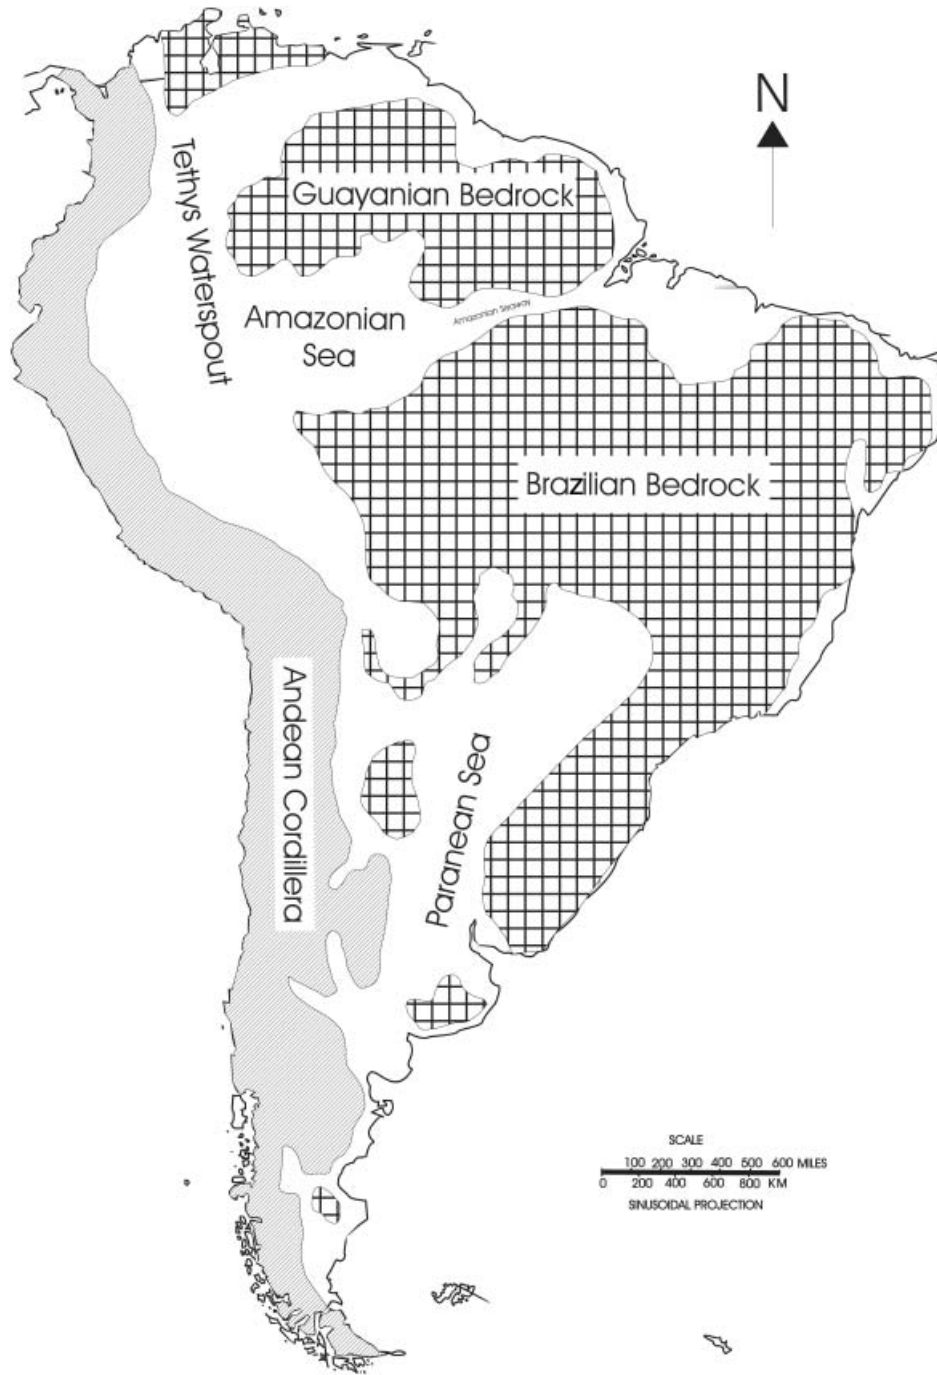 N
Tethys Waterspout
Guayanian Bedrock
Amazonian Seaway
Amazonian
Sea
Brazilian Bedrock
Andean Cordillera
Paranean Sea
SCALE
100 200 300 400 500 600 MILES
0 200 400 600 800 KM
SINUSOIDAL PROJECTION